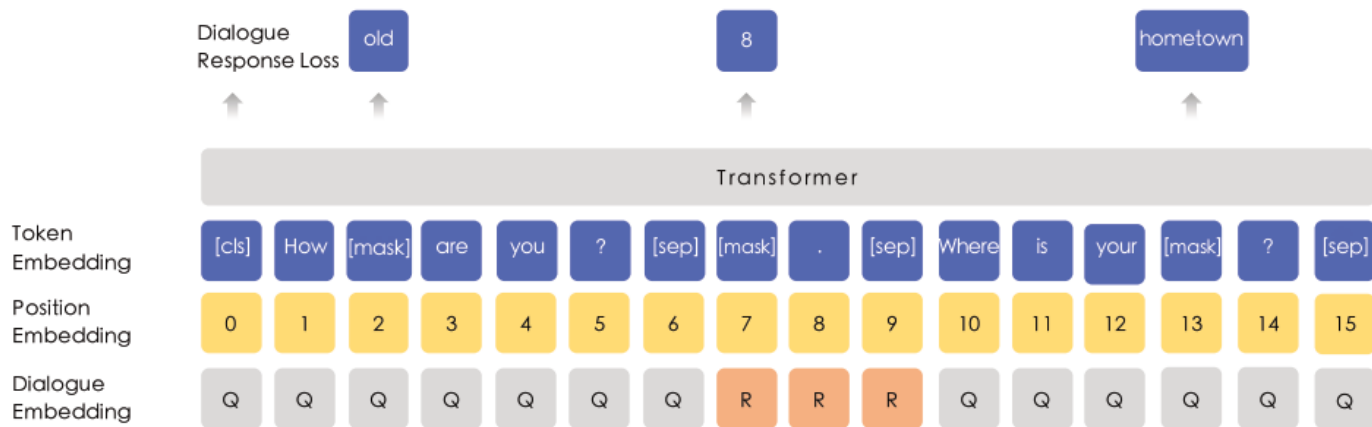 Dialogue
Response Loss
old 8 hometown
Transformer
Token
Embedding
[cls] How [mask] are you ? [sep] [mask] . [sep] Where is your [mask] ? [sep]
Position
Embedding
0 1 2 3 4 5 6 7 8 9 10 11 12 13 14 15
Dialogue
Embedding
Q Q Q Q Q Q Q R R R Q Q Q Q Q Q